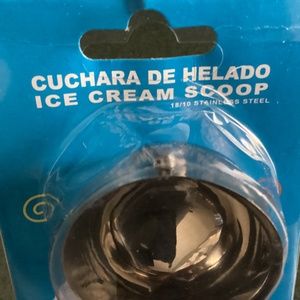 CUCHARA DE HELADO
ICE CREAM SCOOP
18/10 STAINLESS STEEL